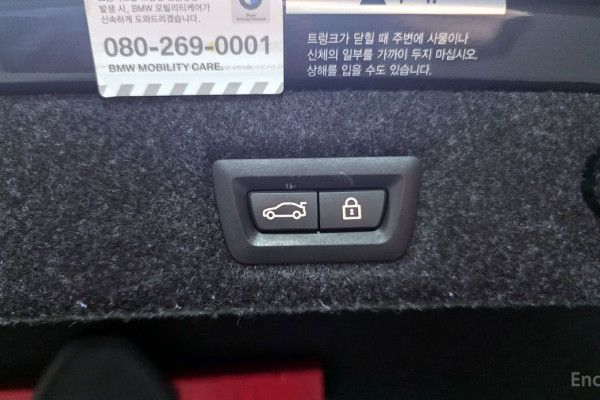 발생 시, BMW 모빌리티케어가
신속하게 도와드리겠습니다.
080-269-0001
BMW MOBILITY CARE.
트렁크가 닫힐 때 주변에 사물이나
신체의 일부를 가까이 두지 마십시오.
상해를 입을 수도 있습니다.
Enc